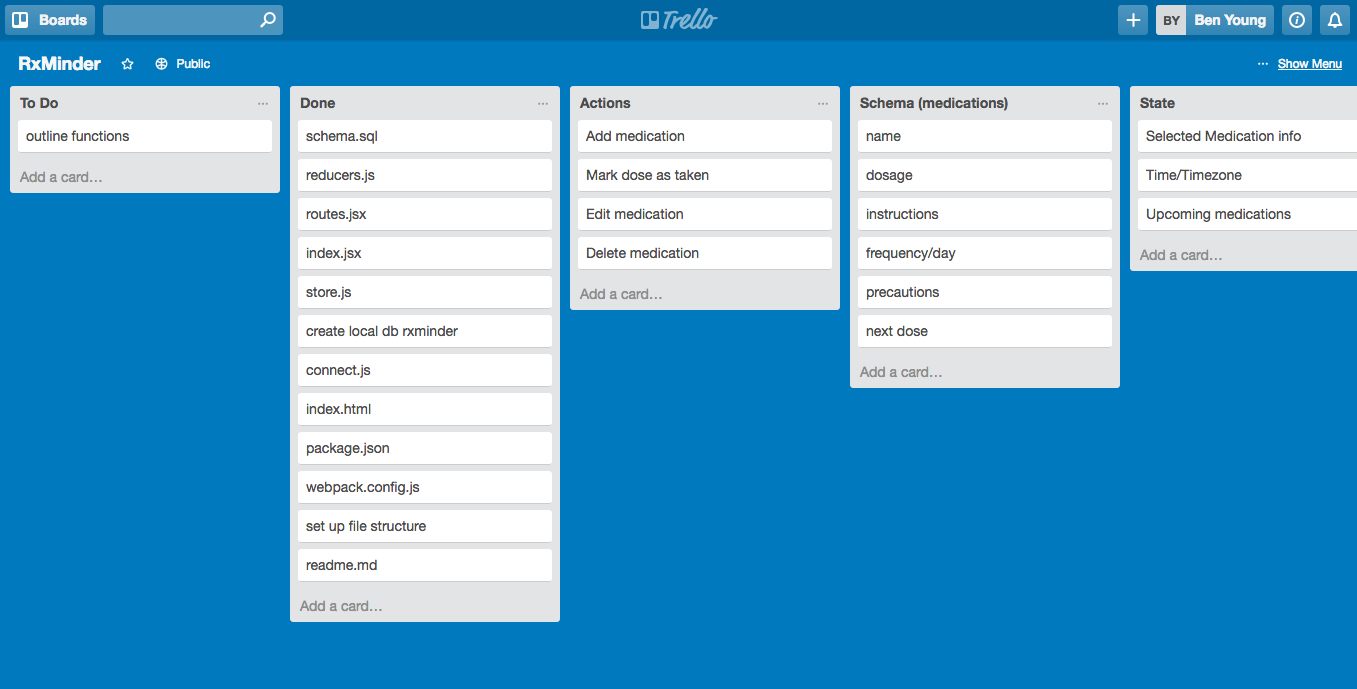 Boards
Trello
BY Ben Young
RxMinder
Public
... Show Menu
To Do ...
outline functions
Add a card…
Done ...
schema.sql
reducers.js
routes.jsx
index.jsx
store.js
create local db rxminder
connect.js
index.html
package.json
webpack.config.js
set up file structure
readme.md
Add a card…
Actions ...
Add medication
Mark dose as taken
Edit medication
Delete medication
Add a card…
Schema (medications) ...
name
dosage
instructions
frequency/day
precautions
next dose
Add a card…
State
Selected Medication info
Time/Timezone
Upcoming medications
Add a card…